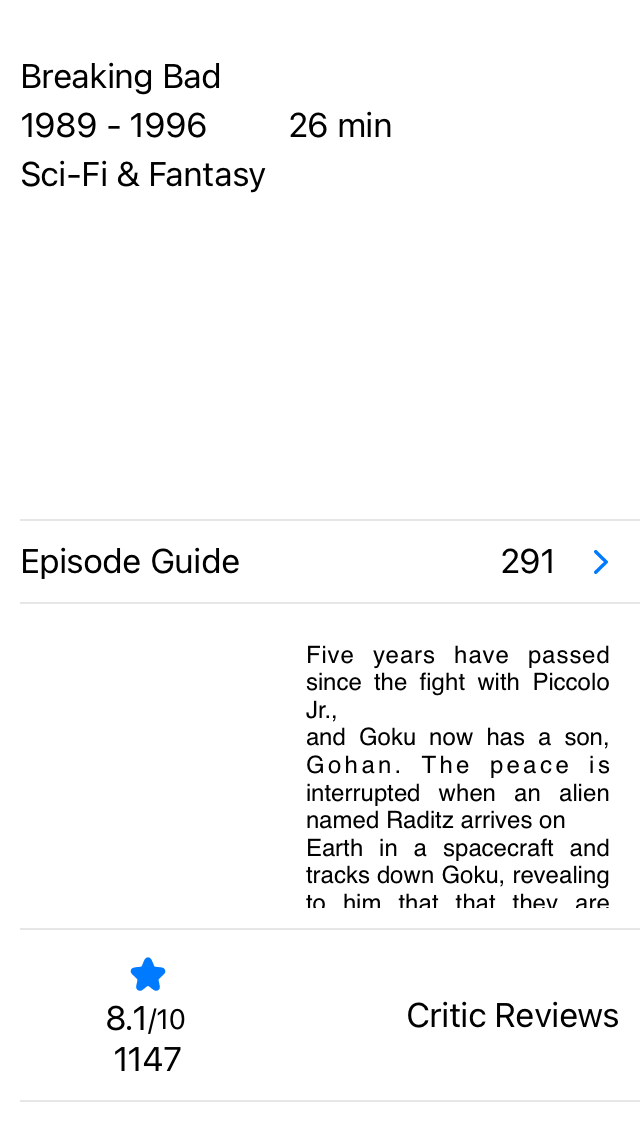 Breaking Bad
1989 - 1996 26 min
Sci-Fi & Fantasy
Episode Guide 291
Five years have passed
since the fight with Piccolo
Jr.,
and Goku now has a son,
Gohan. The peace is
interrupted when an alien
named Raditz arrives on
Earth in a spacecraft and
tracks down Goku, revealing
to him that that they are
8.1/10
1147
Critic Reviews